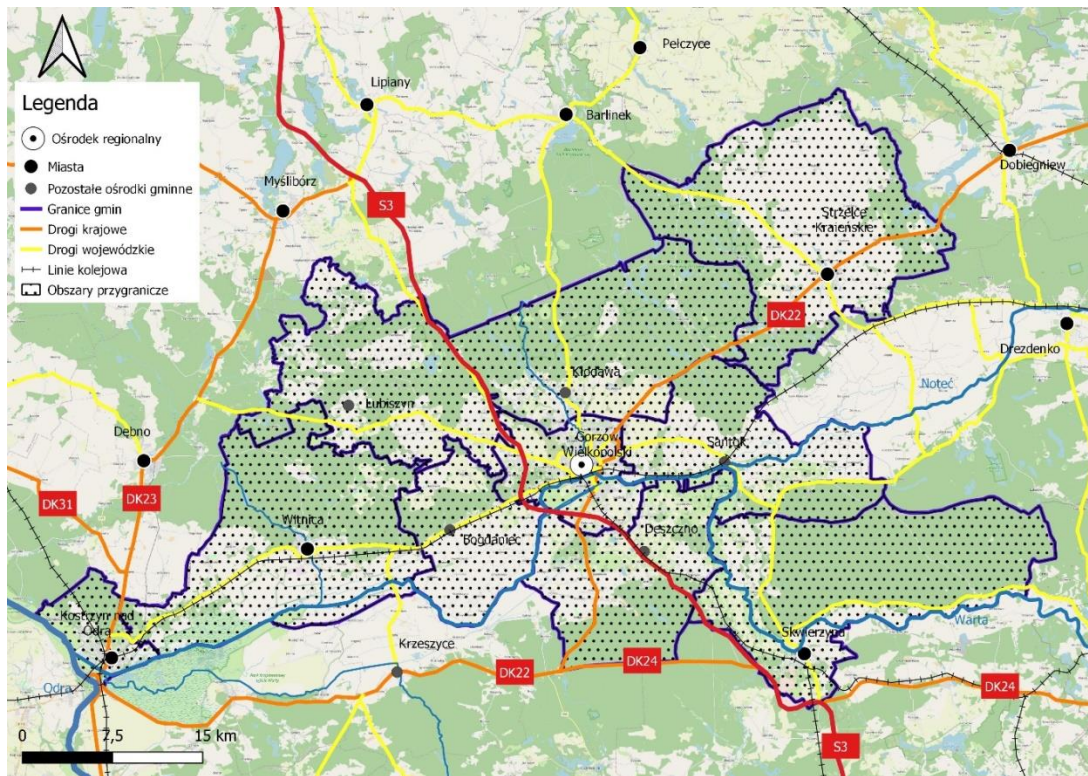 Pełczyce
Lipiany
Barlinek
Legenda
Ośrodek regionalny
Miasta
Pozostałe ośrodki gminne
Granice gmin
Drogi krajowe
Drogi wojewódzkie
Linie kolejowa
Obszary przygranicze
Myślibórz
S3
Dobiegniew
Strzelce
Krajeńskie
DK22
Drezdenko
Noteć
Kłodawa
Lubiszyn
Gorzów
Wielkopolski
Santok
Dębno
DK31
DK23
Witnica
Bogdaniec
Deszczno
Kostrzyn nad
Odrą
Krzeszyce
Skwierzyna
Warta
Odra
DK22
DK24
DK24
S3
0
7,5
15 km